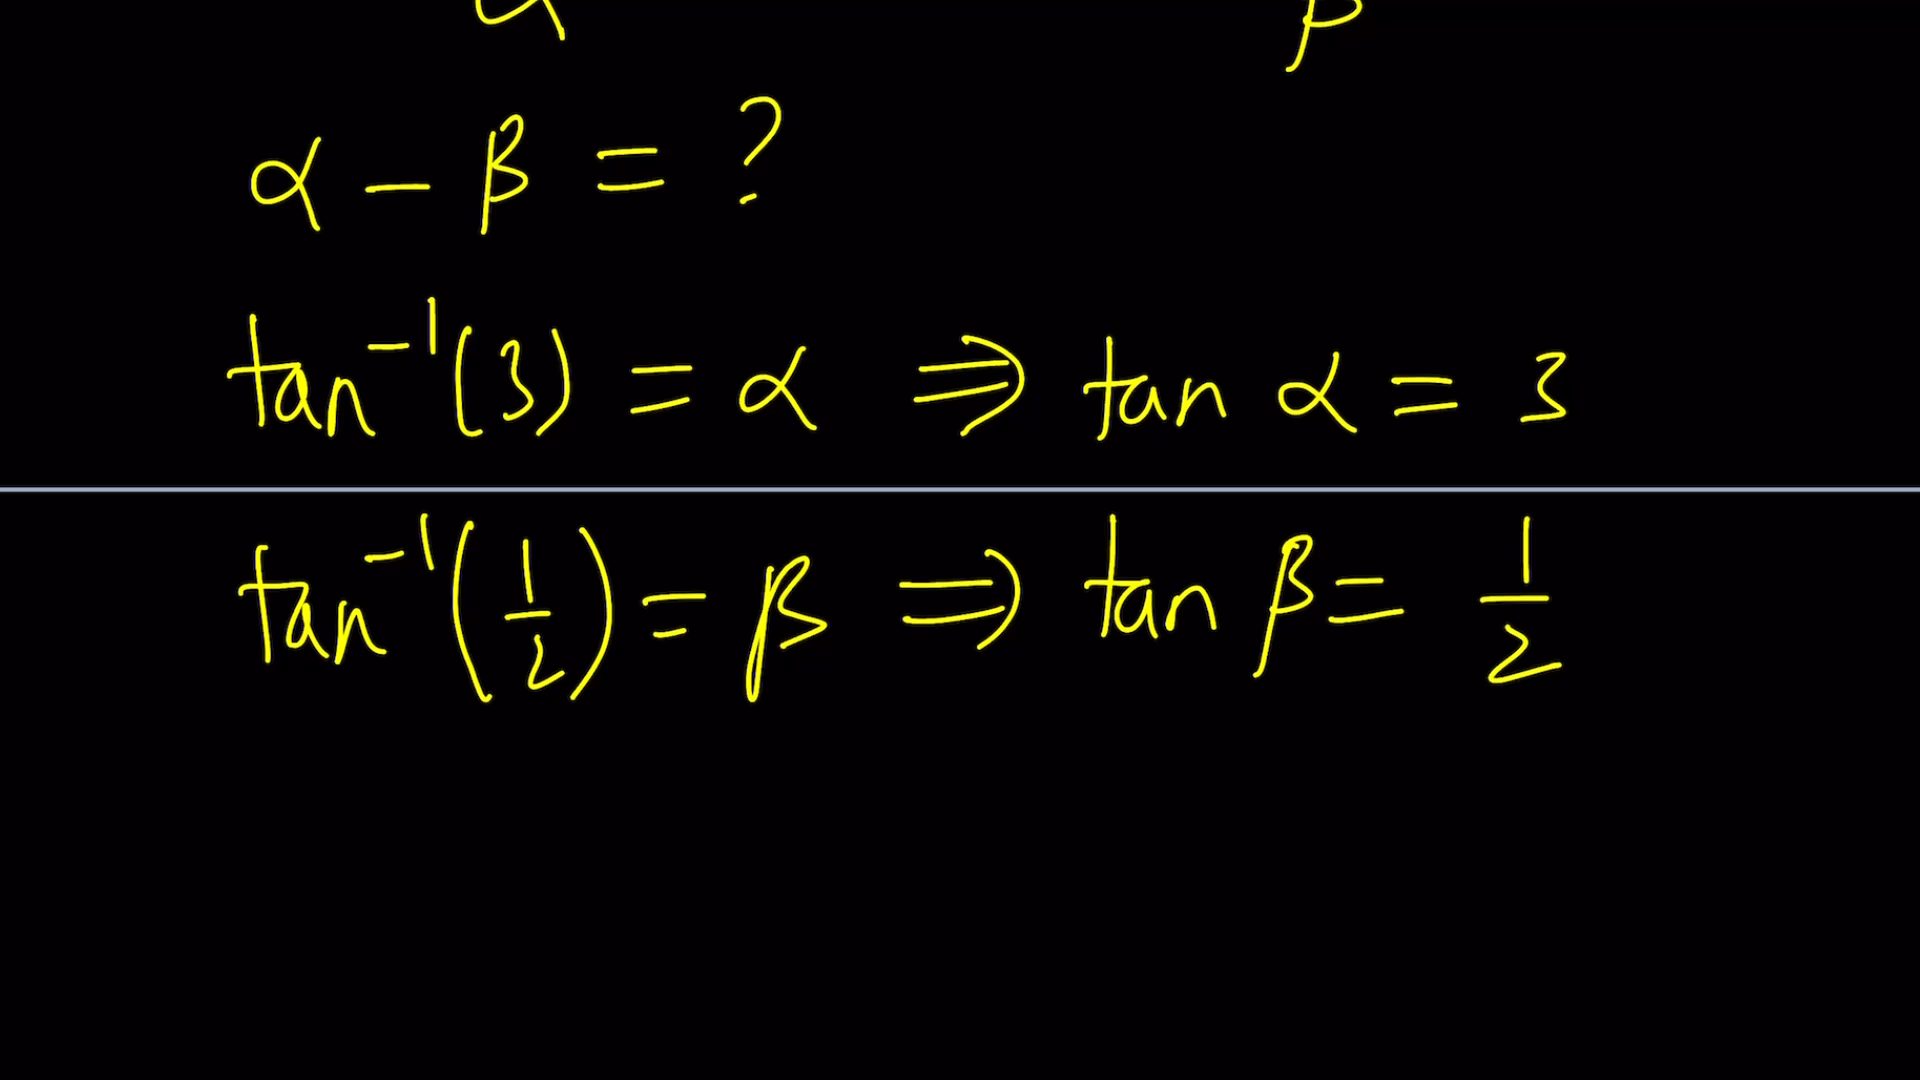 α β
α - β = ?
tan⁻¹(3) = α ⇒ tan α = 3
tan⁻¹(1/2) = β ⇒ tan β = 1/2